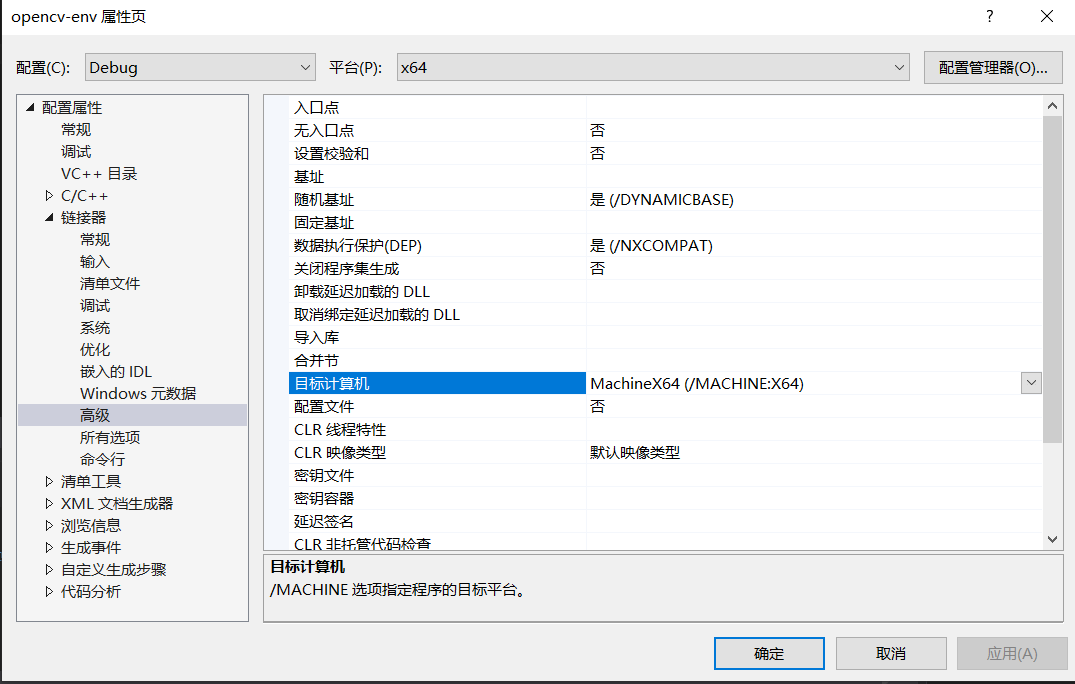 opencv-env 属性页
配置(C): Debug 平台(P): x64 配置管理器(O)...
配置属性
常规
调试
VC++ 目录
C/C++
链接器
常规
输入
清单文件
调试
系统
优化
嵌入的 IDL
Windows 元数据
高级
所有选项
命令行
清单工具
XML 文档生成器
浏览信息
生成事件
自定义生成步骤
代码分析
入口点
无入口点 否
设置校验和 否
基址
随机基址 是 (/DYNAMICBASE)
固定基址
数据执行保护(DEP) 是 (/NXCOMPAT)
关闭程序集生成 否
卸载延迟加载的 DLL
取消绑定延迟加载的 DLL
导入库
合并节
目标计算机 MachineX64 (/MACHINE:X64)
配置文件 否
CLR 线程特性
CLR 映像类型 默认映像类型
密钥文件
密钥容器
延迟签名
CLR 非托管代码检查
目标计算机
/MACHINE 选项指定程序的目标平台。
确定 取消 应用(A)